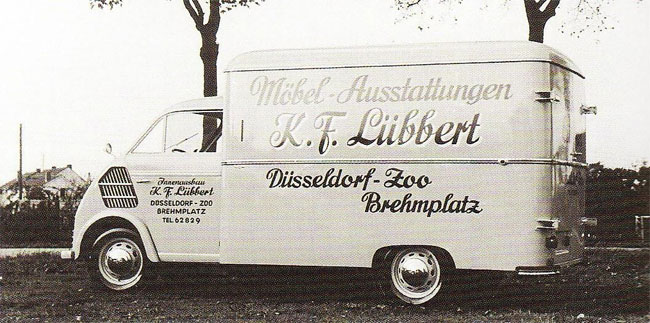 Möbel-Ausstattungen
K. F. Lübbert
Düsseldorf-Zoo
Brehmplatz
Innenausbau
K. F. Lübbert
DÜSSELDORF-ZOO
BREHMPLATZ
TEL. 62829